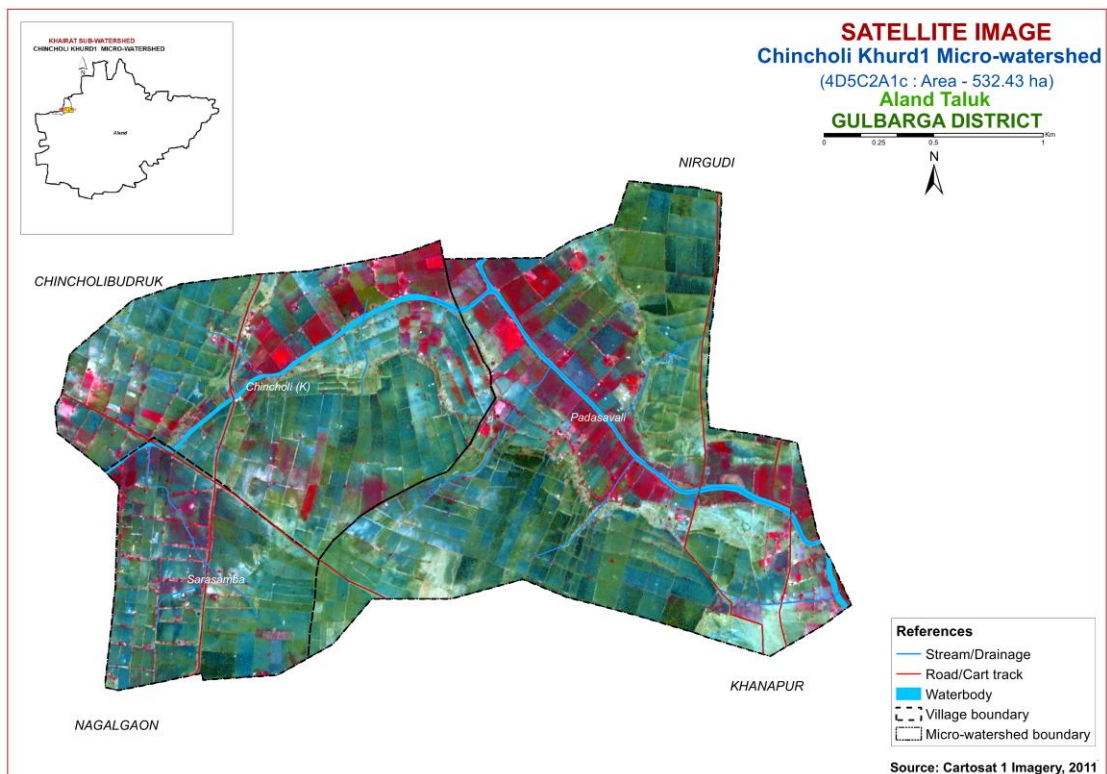 KHAIRAT SUB-WATERSHED
CHINCHOLI KHURD1 MICRO-WATERSHED
Aland
SATELLITE IMAGE
Chincholi Khurd1 Micro-watershed
(4D5C2A1c : Area - 532.43 ha)
Aland Taluk
GULBARGA DISTRICT
Km
0 0.25 0.5 1
N
NIRGUDI
CHINCHOLIBUDRUK
Chincholi (K)
Padasavali
Sarasamba
KHANAPUR
NAGALGAON
References
Stream/Drainage
Road/Cart track
Waterbody
Village boundary
Micro-watershed boundary
Source: Cartosat 1 Imagery, 2011